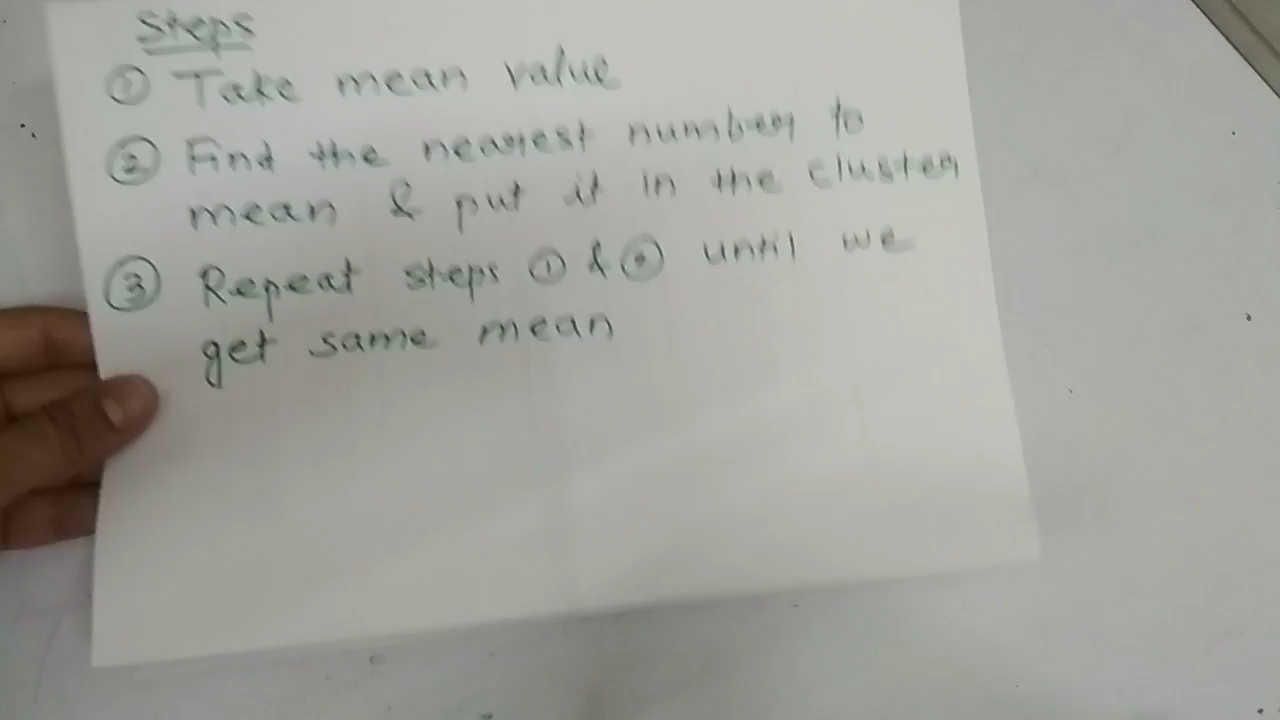 Steps
① Take mean value
② Find the nearest number to
mean & put it in the cluster
③ Repeat steps ① & ② until we
get same mean